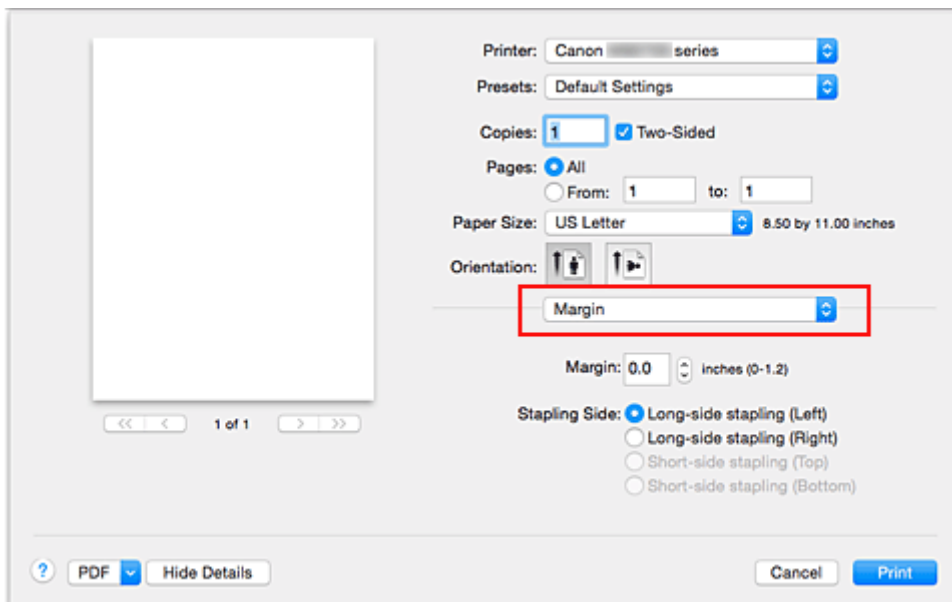 Printer: Canon series
Presets: Default Settings
Copies: 1 Two-Sided
Pages: All
From: 1 to: 1
Paper Size: US Letter 8.50 by 11.00 inches
Orientation:
Margin
Margin: 0.0 inches (0-1.2)
1 of 1
Stapling Side: Long-side stapling (Left)
Long-side stapling (Right)
Short-side stapling (Top)
Short-side stapling (Bottom)
? PDF Hide Details Cancel Print